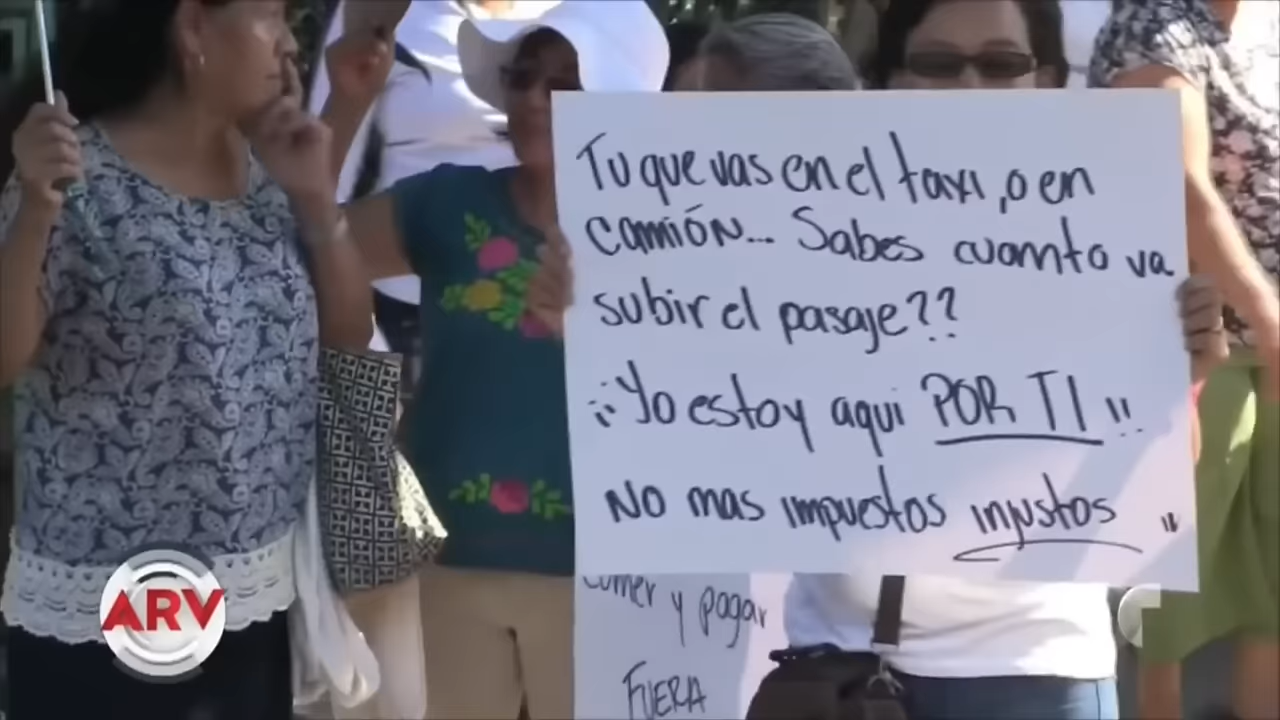 Tu que vas en el taxi, o en
camión... Sabes cuanto va
subir el pasaje??
¡¡Yo estoy aqui POR TI!!
No mas impuestos injustos
comer y pagar
FUERA
ARV